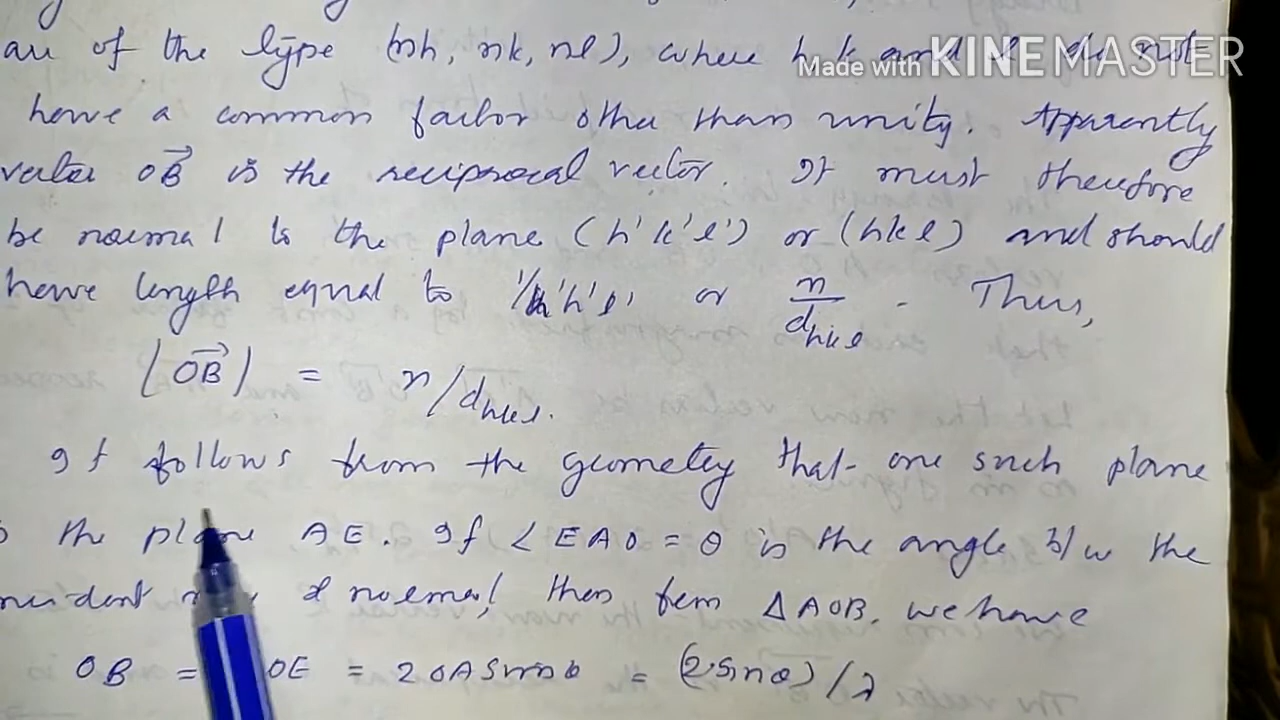 are of the type (nh, nk, nl), where h, k and l do not
Made with KINEMASTER
have a common factor other than unity. Apparently
vector OB⃗ is the reciprocal vector. It must therefore
be normal to the plane (h'k'l') or (hkl) and should
have length equal to or n/dhkl. Thus,
|OB⃗| = n/dhkl.
It follows from the geometry that one such plane
the plane AE. If ∠EAO = θ is the angle b/w the
& normal, then from ΔAOB, we have
OB = OE = 2OA Sinθ = (2 Sinθ)/λ